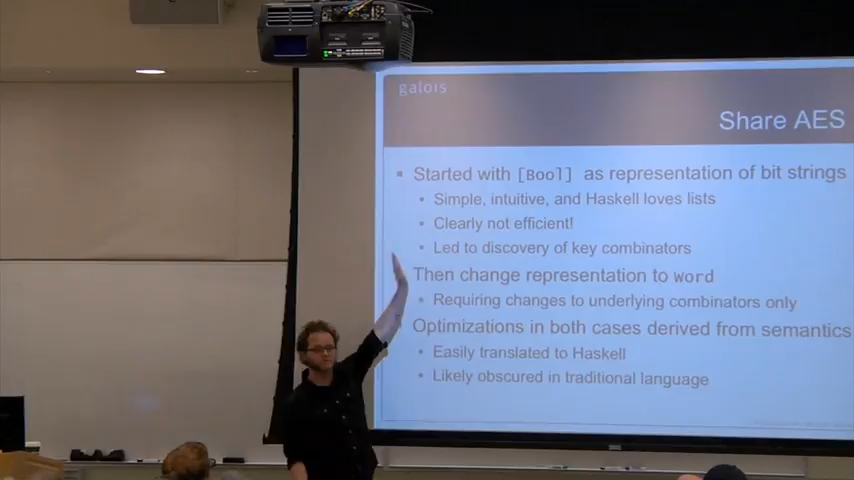 galois
Share AES
• Started with [Bool] as representation of bit strings
• Simple, intuitive, and Haskell loves lists
• Clearly not efficient!
• Led to discovery of key combinators
Then change representation to word
• Requiring changes to underlying combinators only
Optimizations in both cases derived from semantics
• Easily translated to Haskell
• Likely obscured in traditional language